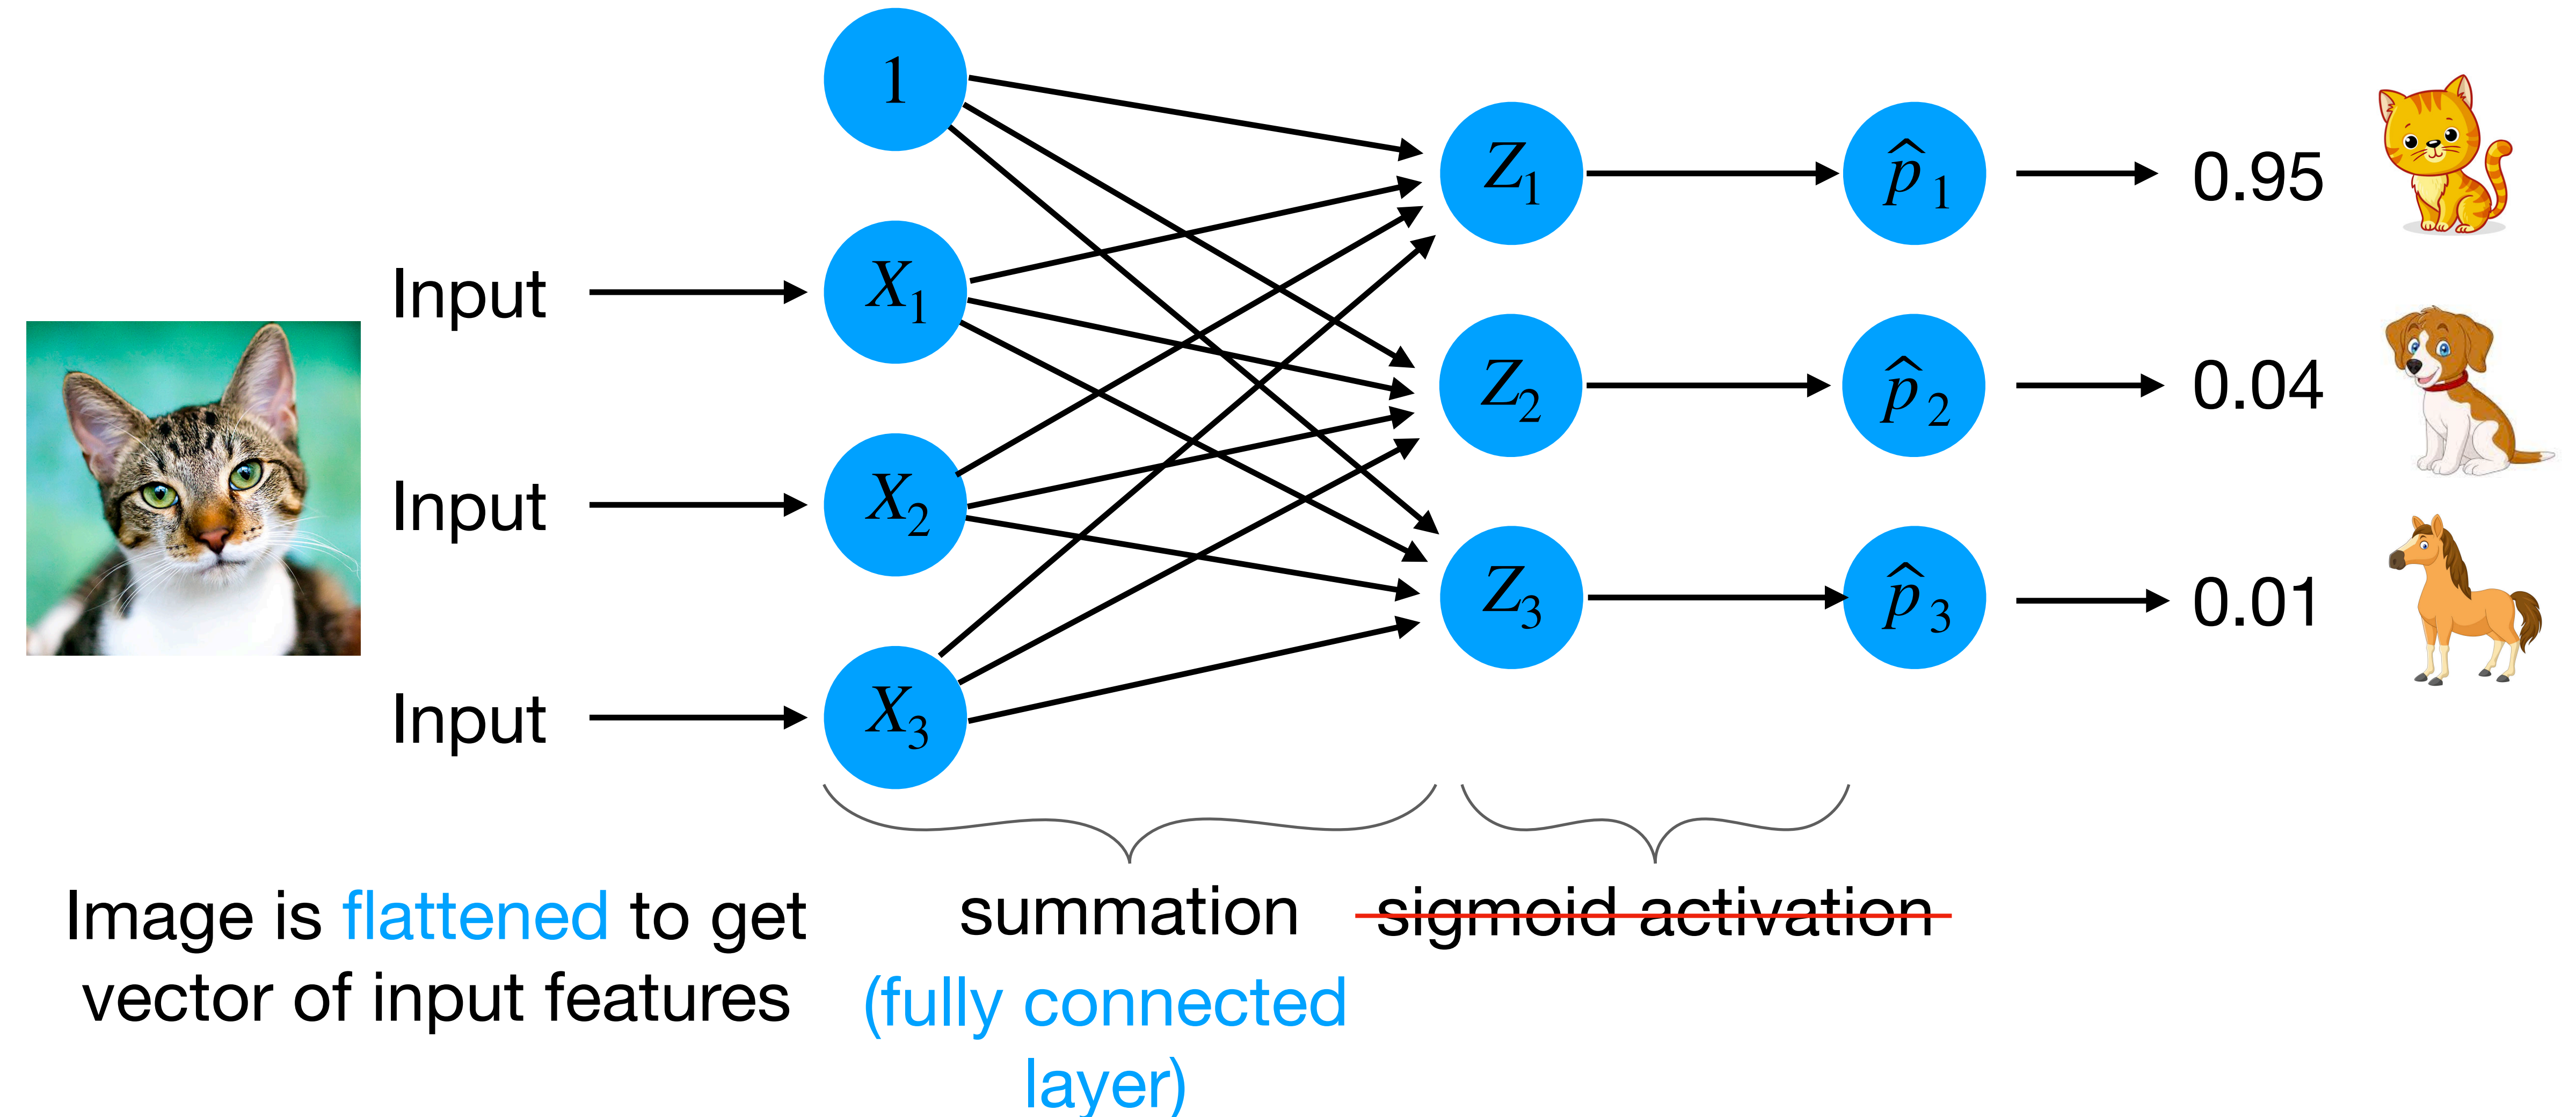 1
Z₁
p̂₁
0.95
Input
X₁
Z₂
p̂₂
0.04
Input
X₂
Z₃
p̂₃
0.01
Input
X₃
Image is flattened to get
vector of input features
summation
(fully connected
layer)
sigmoid activation